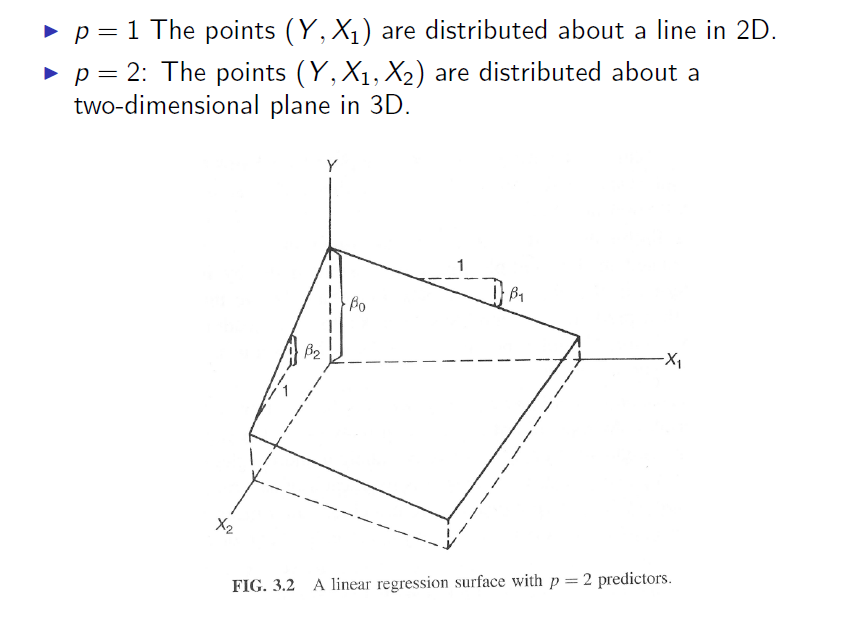 ▶ p = 1 The points (Y, X₁) are distributed about a line in 2D.
▶ p = 2: The points (Y, X₁, X₂) are distributed about a
two-dimensional plane in 3D.
Y
1
β₁
β₀
β₂
X₁
1
X₂
FIG. 3.2 A linear regression surface with p = 2 predictors.